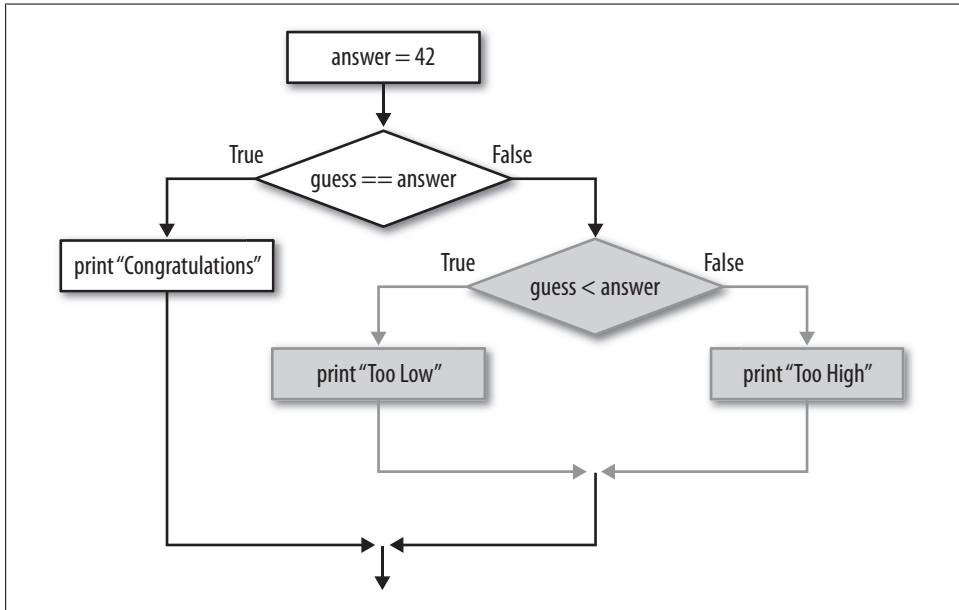 answer = 42
True
False
guess == answer
print “Congratulations”
True
False
guess < answer
print “Too Low”
print “Too High”